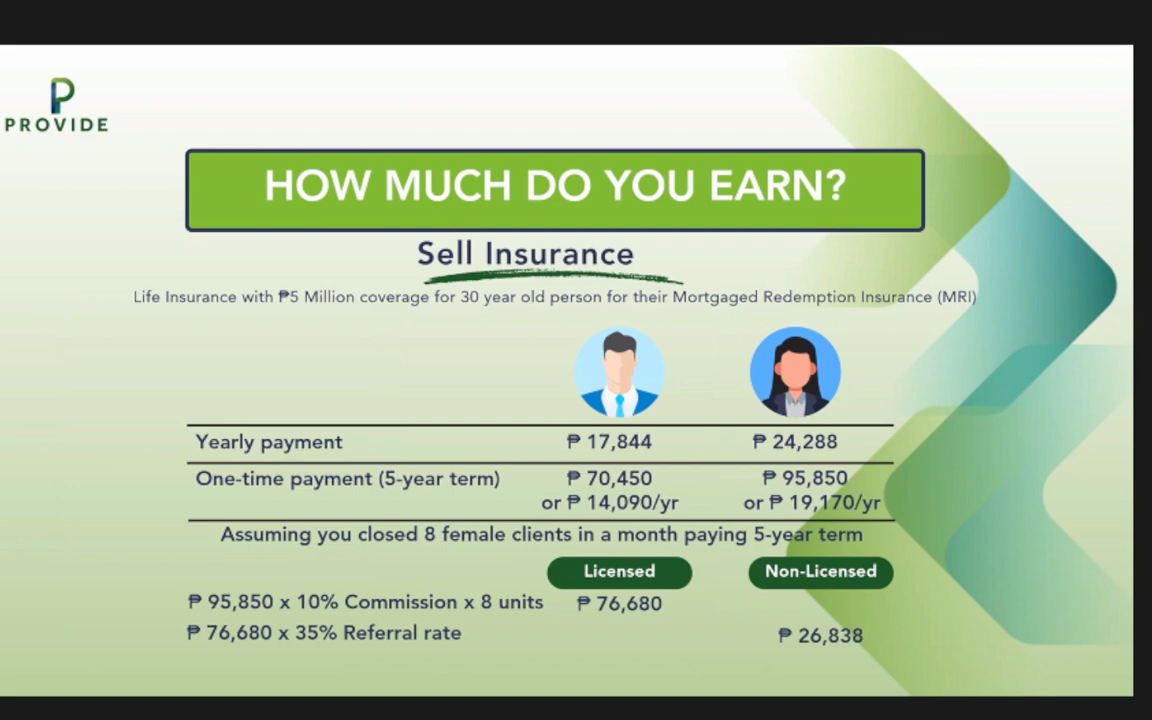 PROVIDE
HOW MUCH DO YOU EARN?
Sell Insurance
Life Insurance with ₱5 Million coverage for 30 year old person for their Mortgaged Redemption Insurance (MRI)
Yearly payment ₱ 17,844 ₱ 24,288
One-time payment (5-year term) ₱ 70,450 ₱ 95,850
or ₱ 14,090/yr or ₱ 19,170/yr
Assuming you closed 8 female clients in a month paying 5-year term
Licensed Non-Licensed
₱ 95,850 x 10% Commission x 8 units ₱ 76,680
₱ 76,680 x 35% Referral rate ₱ 26,838